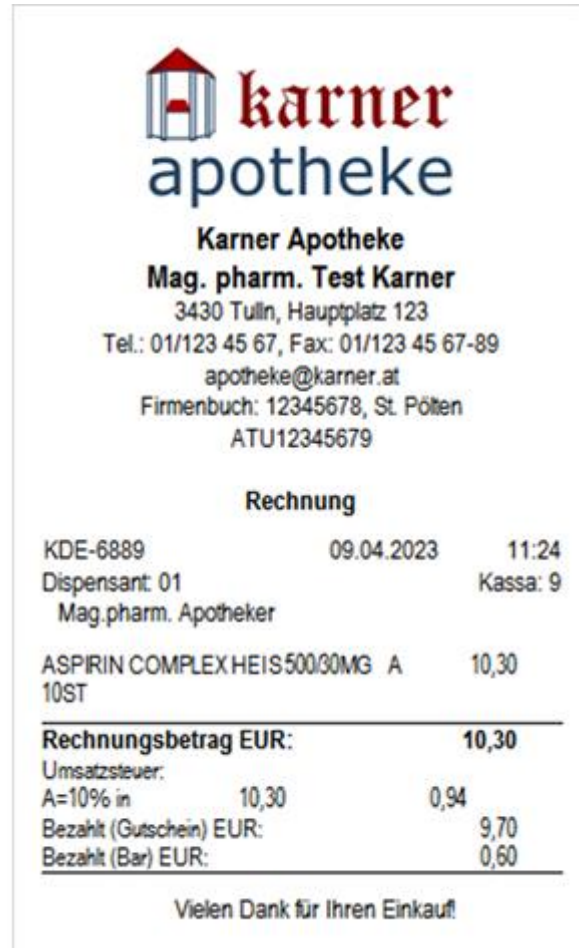 karner
apotheke
Karner Apotheke
Mag. pharm. Test Karner
3430 Tulln, Hauptplatz 123
Tel.: 01/123 45 67, Fax: 01/123 45 67-89
apotheke@karner.at
Firmenbuch: 12345678, St. Pölten
ATU12345679
Rechnung
KDE-6889 09.04.2023 11:24
Dispensant: 01 Kassa: 9
Mag.pharm. Apotheker
ASPIRIN COMPLEX HEIS 500/30MG A 10,30
10ST
Rechnungsbetrag EUR: 10,30
Umsatzsteuer:
A=10% in 10,30 0,94
Bezahlt (Gutschein) EUR: 9,70
Bezahlt (Bar) EUR: 0,60
Vielen Dank für Ihren Einkauf!